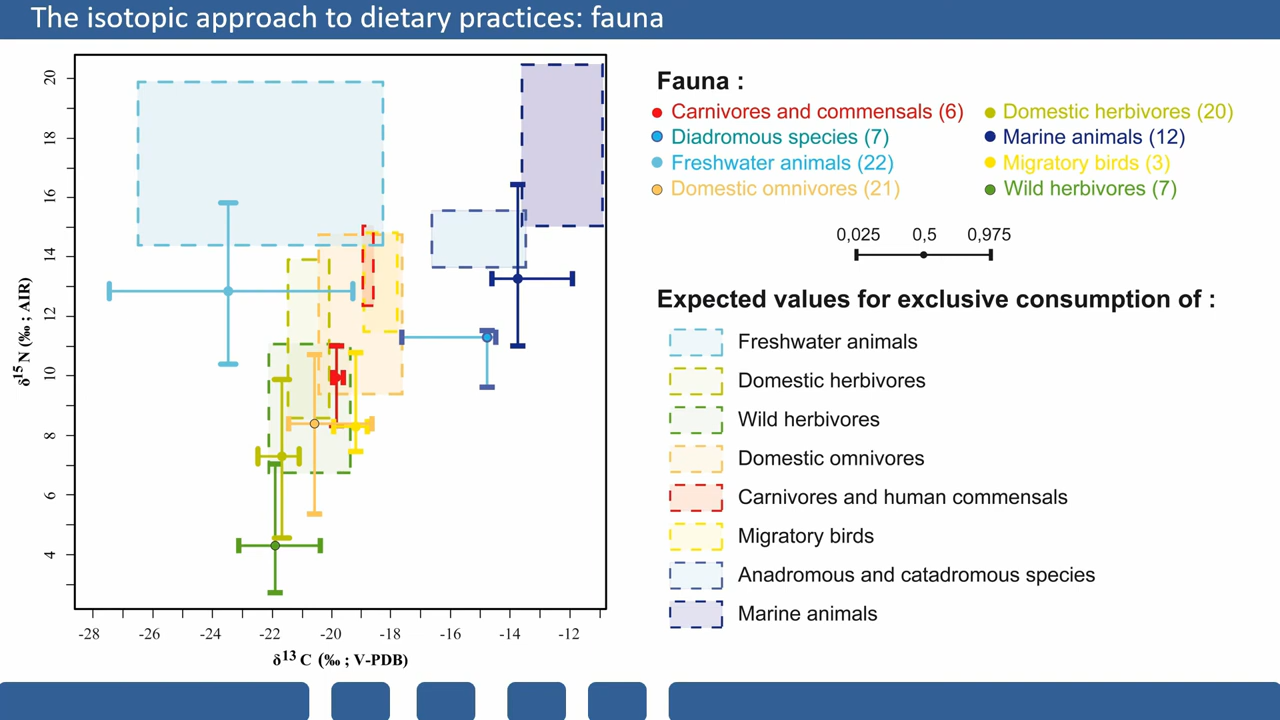 The isotopic approach to dietary practices: fauna
20
18
16
14
12
10
8
6
4
δ15N (‰ ; AIR)
-28 -26 -24 -22 -20 -18 -16 -14 -12
δ13 C (‰ ; V-PDB)
Fauna :
Carnivores and commensals (6)
Diadromous species (7)
Freshwater animals (22)
Domestic omnivores (21)
Domestic herbivores (20)
Marine animals (12)
Migratory birds (3)
Wild herbivores (7)
0,025 0,5 0,975
Expected values for exclusive consumption of :
Freshwater animals
Domestic herbivores
Wild herbivores
Domestic omnivores
Carnivores and human commensals
Migratory birds
Anadromous and catadromous species
Marine animals